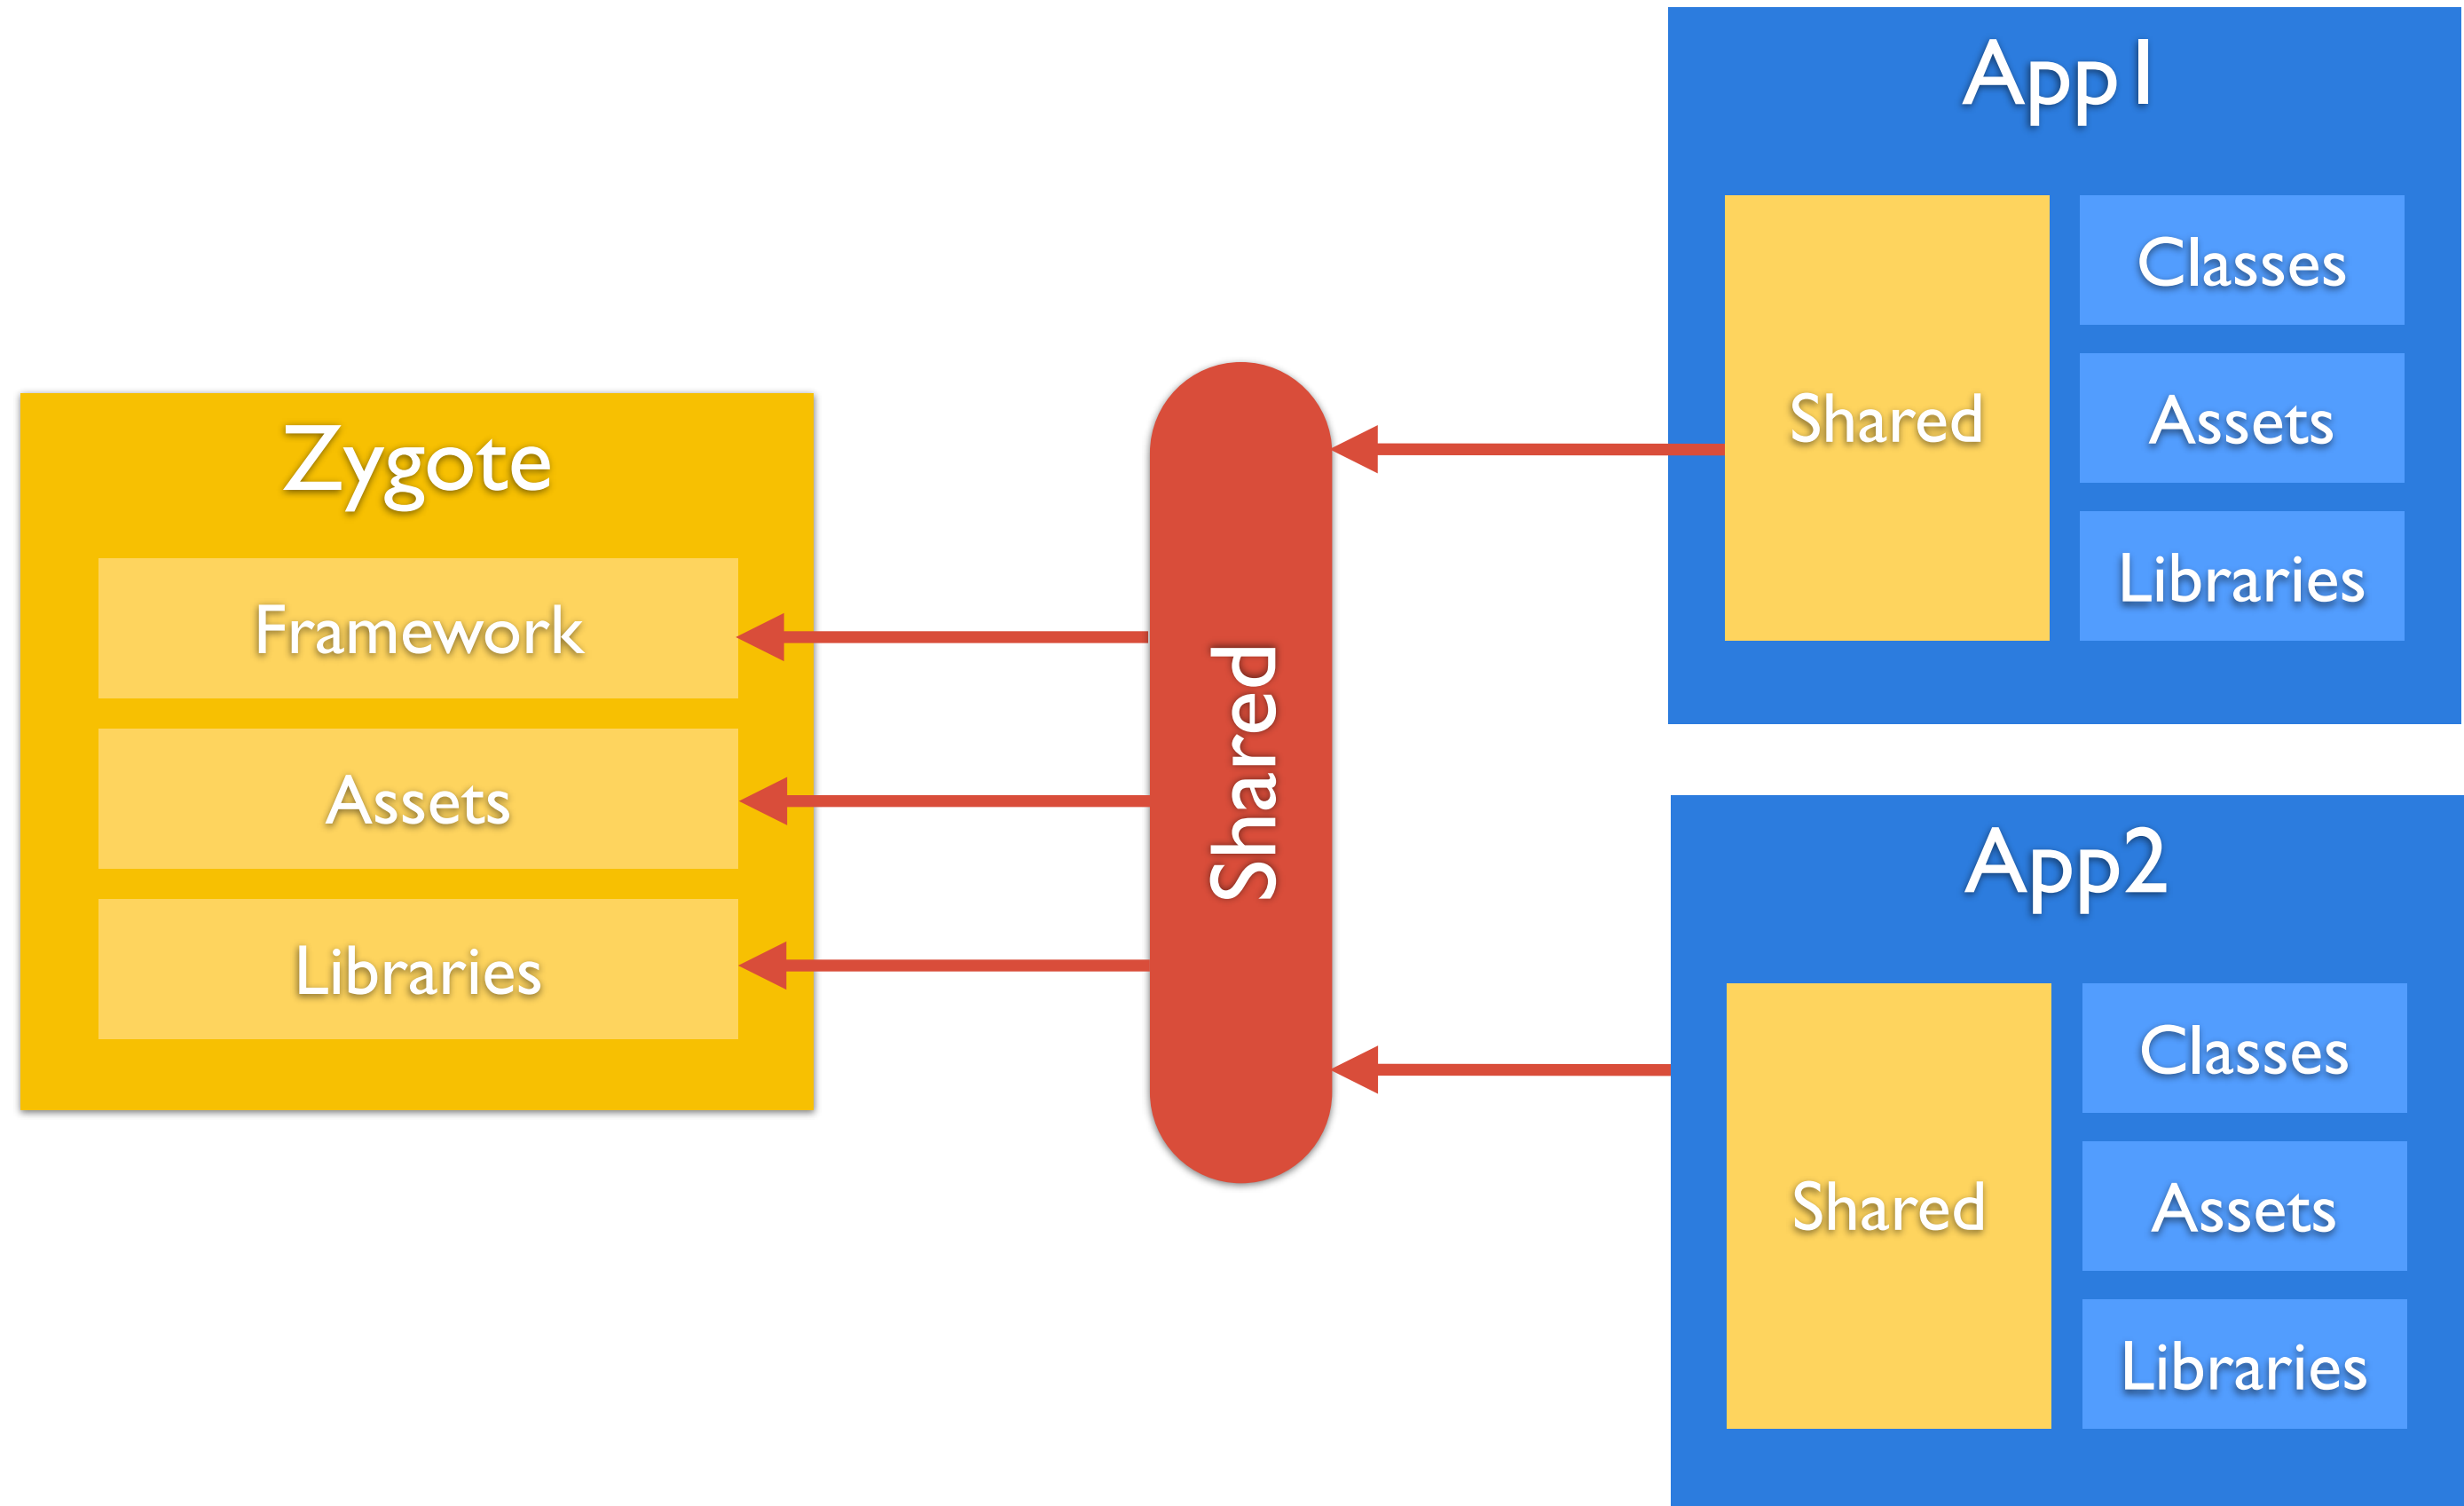 Zygote
Framework
Assets
Libraries
Shared
App1
Shared
Classes
Assets
Libraries
App2
Shared
Classes
Assets
Libraries